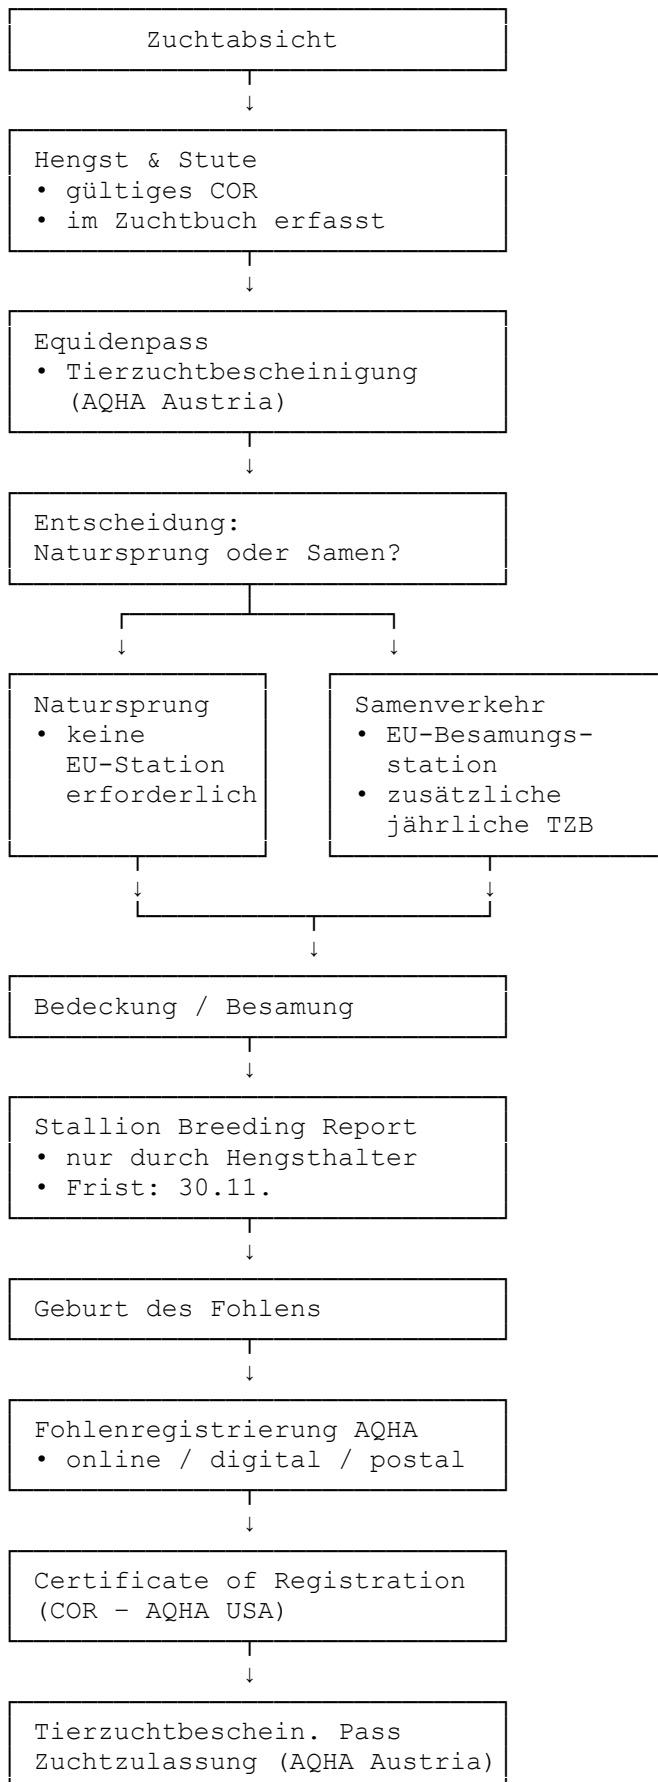 Zuchtabsicht
↓
Hengst & Stute
• gültiges COR
• im Zuchtbuch erfasst
↓
Equidenpass
• Tierzuchtbescheinigung
(AQHA Austria)
↓
Entscheidung:
Natursprung oder Samen?
↓ ↓
Natursprung
• keine
EU-Station
erforderlich
Samenverkehr
• EU-Besamungs-
station
• zusätzliche
jährliche TZB
↓ ↓
↓
Bedeckung / Besamung
↓
Stallion Breeding Report
• nur durch Hengsthalter
• Frist: 30.11.
↓
Geburt des Fohlens
↓
Fohlenregistrierung AQHA
• online / digital / postal
↓
Certificate of Registration
(COR – AQHA USA)
↓
Tierzuchtbeschein. Pass
Zuchtzulassung (AQHA Austria)